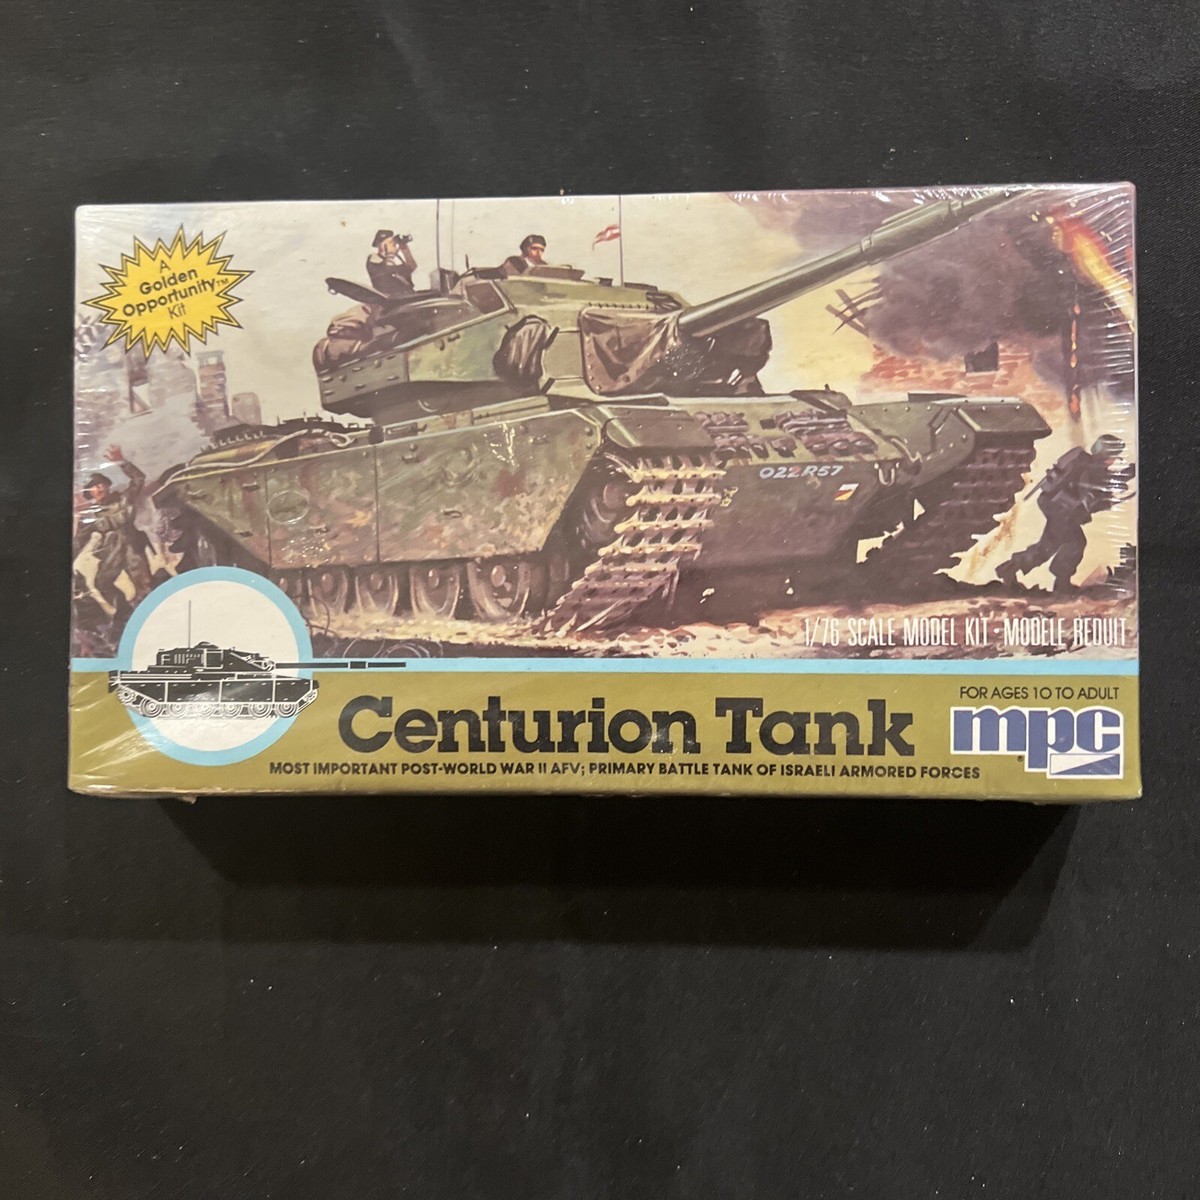 A
Golden
Opportunity™
Kit
022R57
1/76 SCALE MODEL KIT • MODELE REDUIT
FOR AGES 10 TO ADULT
Centurion Tank
mpc®
MOST IMPORTANT POST-WORLD WAR II AFV; PRIMARY BATTLE TANK OF ISRAELI ARMORED FORCES